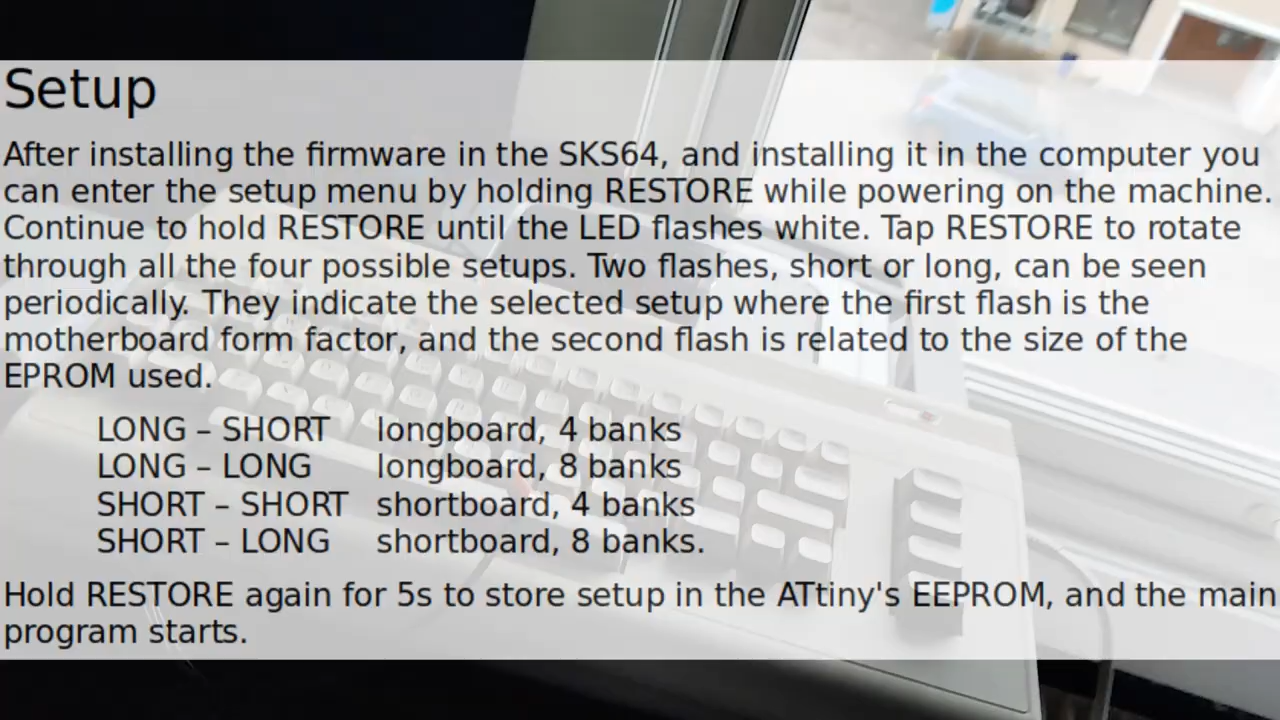 Setup
After installing the firmware in the SKS64, and installing it in the computer you
can enter the setup menu by holding RESTORE while powering on the machine.
Continue to hold RESTORE until the LED flashes white. Tap RESTORE to rotate
through all the four possible setups. Two flashes, short or long, can be seen
periodically. They indicate the selected setup where the first flash is the
motherboard form factor, and the second flash is related to the size of the
EPROM used.
LONG – SHORT longboard, 4 banks
LONG – LONG longboard, 8 banks
SHORT – SHORT shortboard, 4 banks
SHORT – LONG shortboard, 8 banks.
Hold RESTORE again for 5s to store setup in the ATtiny's EEPROM, and the main
program starts.